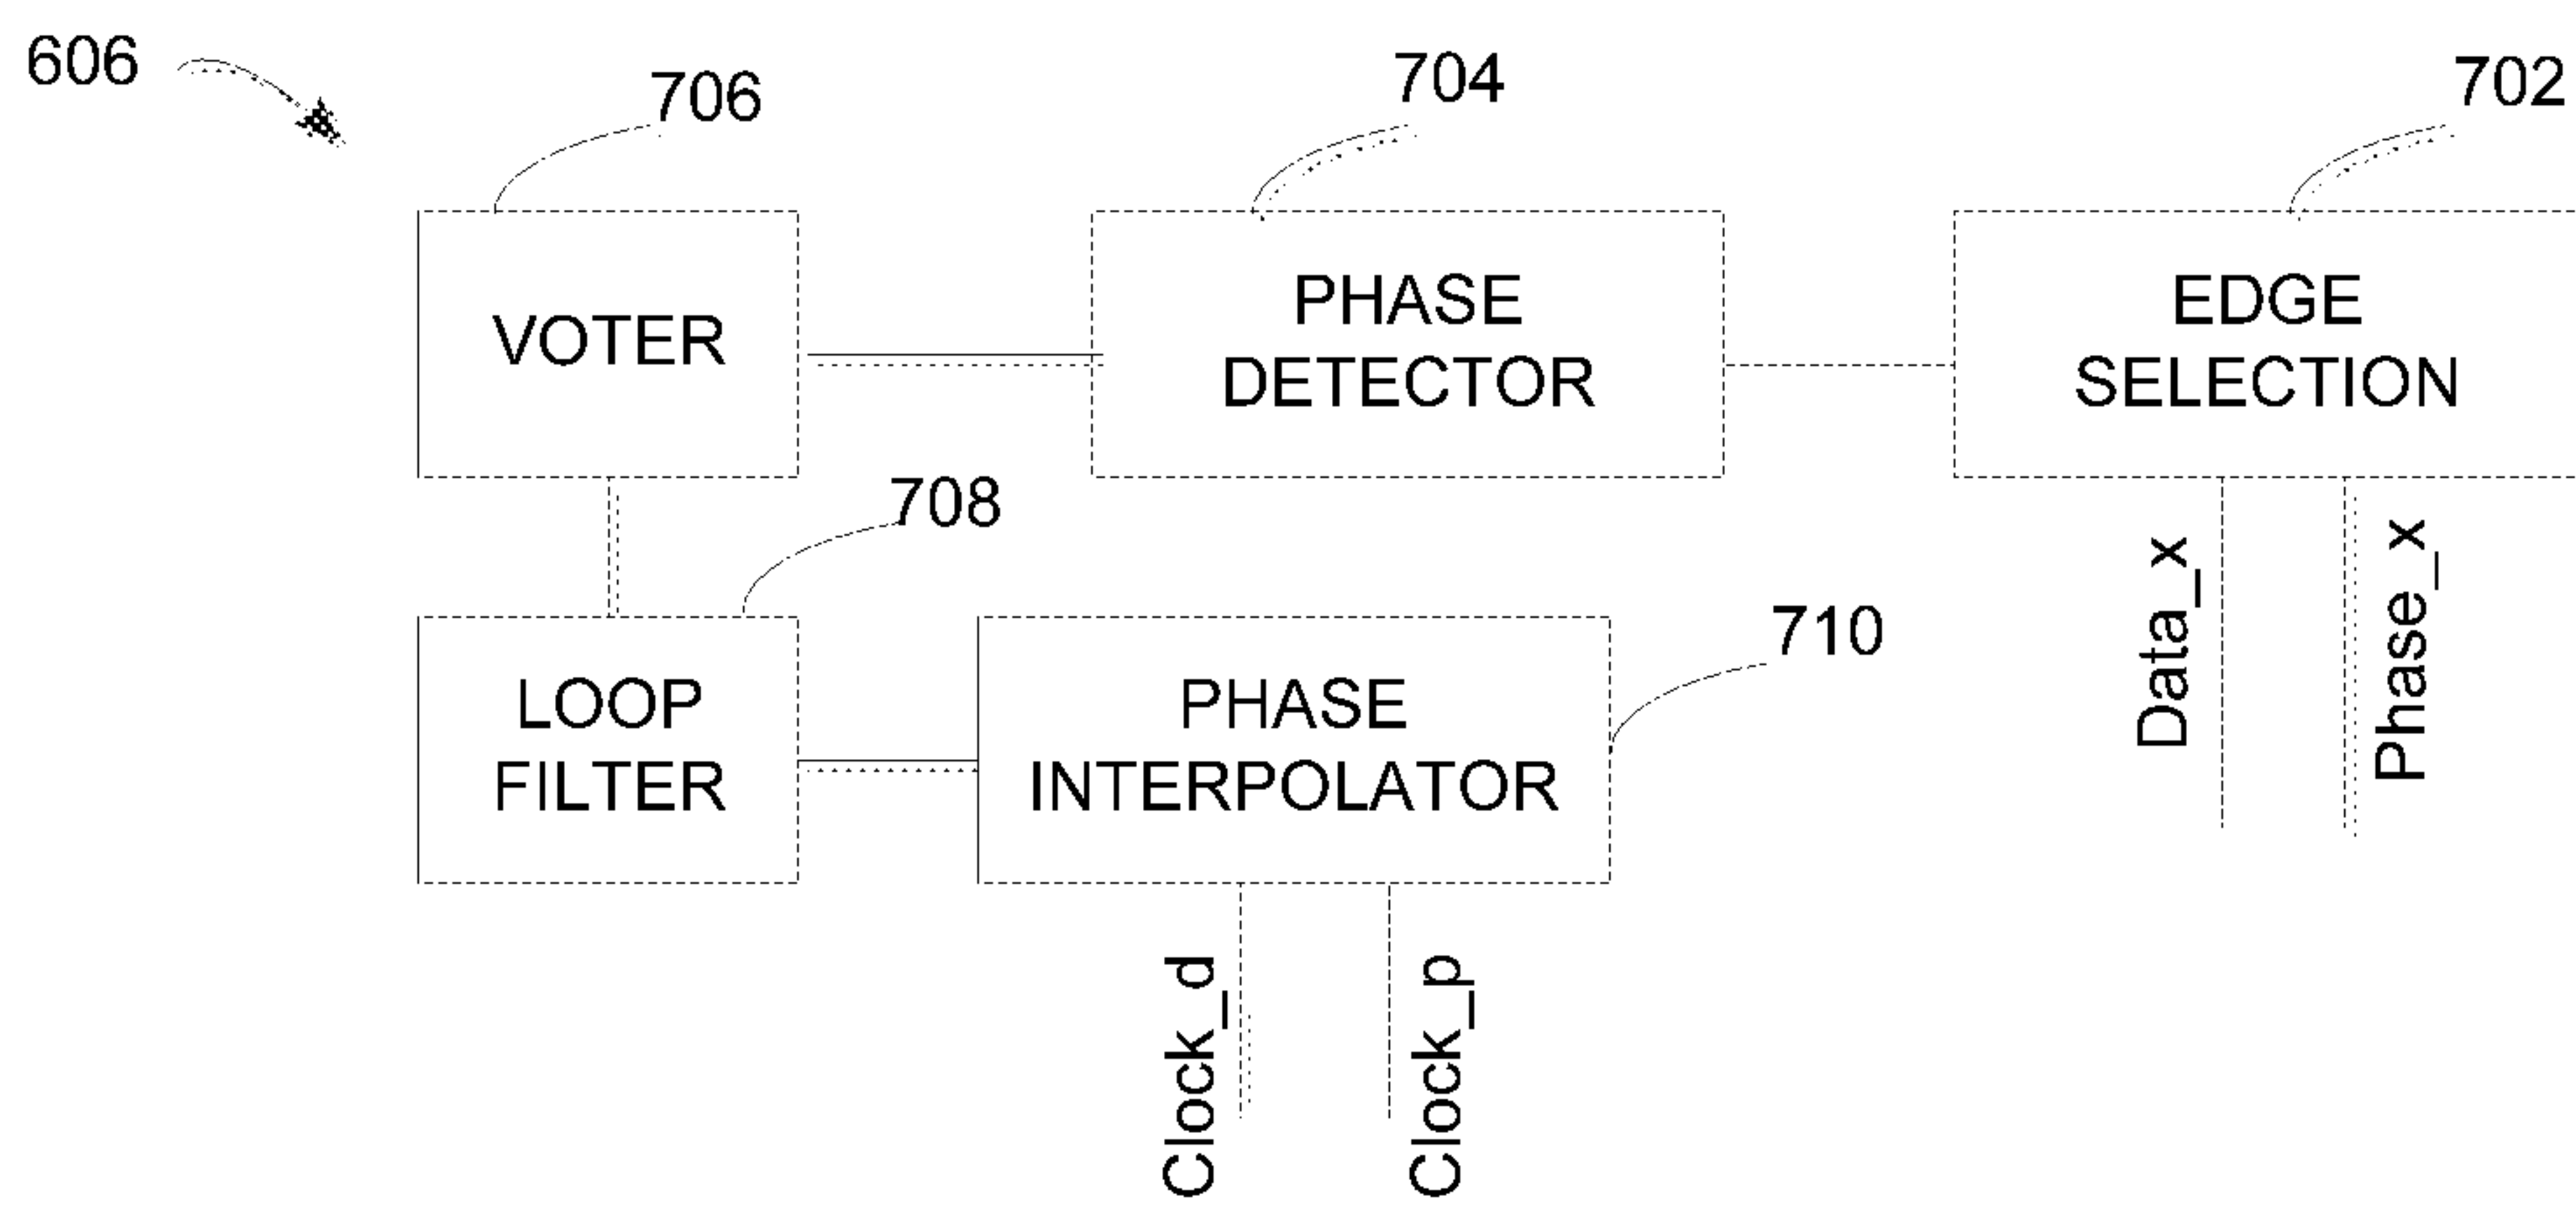 606
706
704
702
VOTER
PHASE
DETECTOR
EDGE
SELECTION
708
710
LOOP
FILTER
PHASE
INTERPOLATOR
Data_x
Phase_x
Clock_d
Clock_p